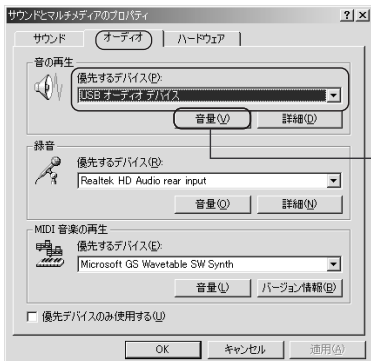 サウンドとマルチメディアのプロパティ
サウンド オーディオ ハードウェア
音の再生
優先するデバイス(P):
USB オーディオ デバイス
音量(V) 詳細(D)
録音
優先するデバイス(R):
Realtek HD Audio rear input
音量(O) 詳細(N)
MIDI 音楽の再生
優先するデバイス(E):
Microsoft GS Wavetable SW Synth
音量(L) バージョン情報(B)
優先デバイスのみ使用する(U)
OK キャンセル 適用(A)